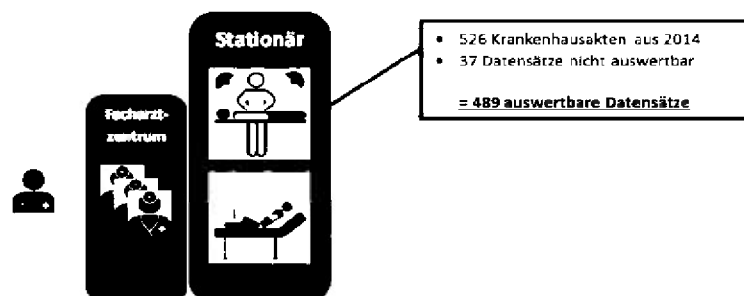 Stationär
• 526 Krankenhausakten aus 2014
• 37 Datensätze nicht auswertbar
= 489 auswertbare Datensätze
Facharzt-
zentrum